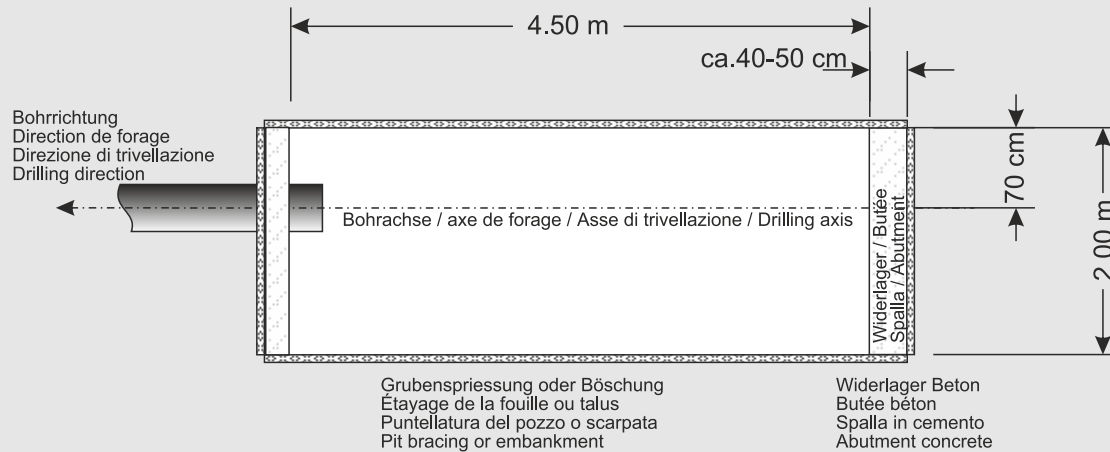 4.50 m
ca.40-50 cm
Bohrrichtung
Direction de forage
Direzione di trivellazione
Drilling direction
70 cm
2.00 m
Bohrachse / axe de forage / Asse di trivellazione / Drilling axis
Widerlager / Butée
Spalla / Abutment
Grubenspriessung oder Böschung
Étayage de la fouille ou talus
Puntellatura del pozzo o scarpata
Pit bracing or embankment
Widerlager Beton
Butée béton
Spalla in cemento
Abutment concrete